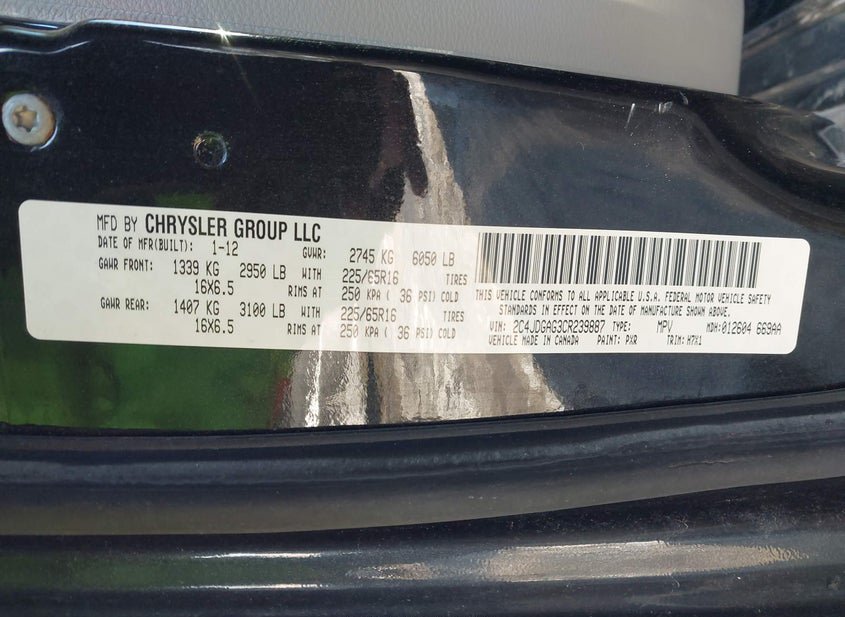 MFD BY CHRYSLER GROUP LLC
DATE OF MFR(BUILT): 1-12 GVWR: 2745 KG 6050 LB
GAWR FRONT: 1339 KG 2950 LB WITH 225/65R16 TIRES
16X6.5 RIMS AT 250 KPA ( 36 PSI) COLD
GAWR REAR: 1407 KG 3100 LB WITH 225/65R16 TIRES
16X6.5 RIMS AT 250 KPA ( 36 PSI) COLD
THIS VEHICLE CONFORMS TO ALL APPLICABLE U.S.A. FEDERAL MOTOR VEHICLE SAFETY
STANDARDS IN EFFECT ON THE DATE OF MANUFACTURE SHOWN ABOVE.
VIN: 2C4JDGAG3CR239887 TYPE: MPV MDH:012604 669AA
VEHICLE MADE IN CANADA PAINT: PXR TRIM: H7X1